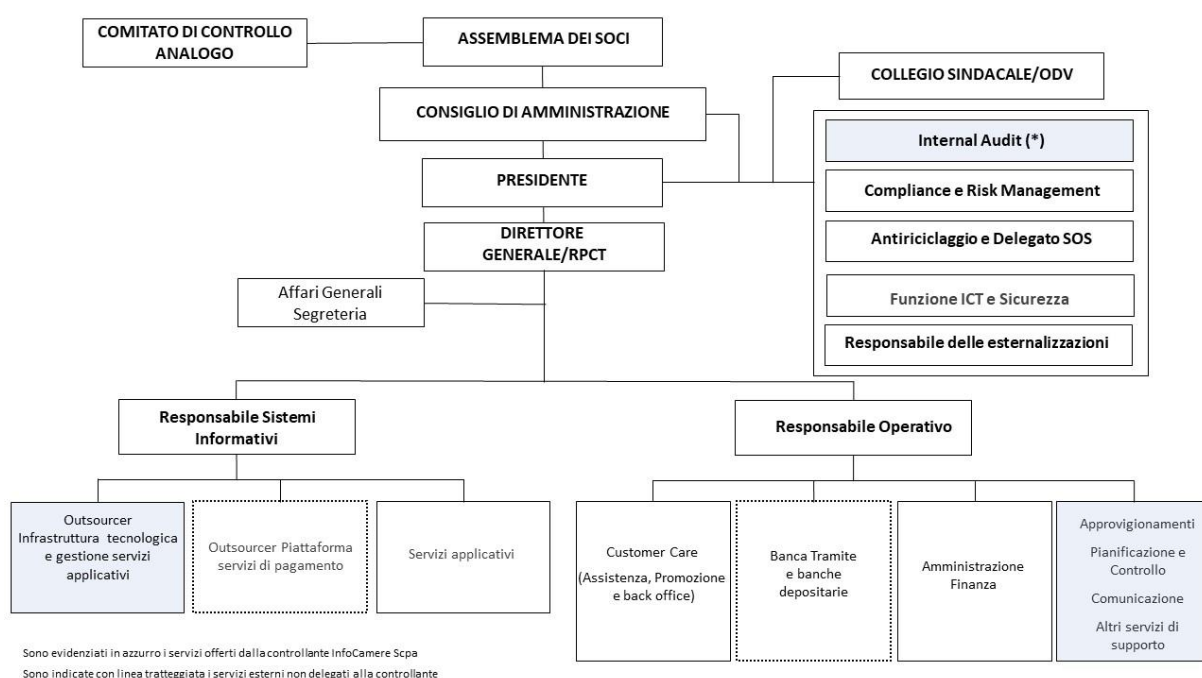 COMITATO DI CONTROLLO
ANALOGO
ASSEMBLEMA DEI SOCI
COLLEGIO SINDACALE/ODV
CONSIGLIO DI AMMINISTRAZIONE
Internal Audit (*)
PRESIDENTE
Compliance e Risk Management
DIRETTORE
GENERALE/RPCT
Antiriciclaggio e Delegato SOS
Affari Generali
Segreteria
Funzione ICT e Sicurezza
Responsabile delle esternalizzazioni
Responsabile Sistemi
Informativi
Responsabile Operativo
Outsourcer
Infrastruttura tecnologica
e gestione servizi
applicativi
Outsourcer Piattaforma
servizi di pagamento
Servizi applicativi
Customer Care
(Assistenza, Promozione
e back office)
Banca Tramite
e banche
depositarie
Amministrazione
Finanza
Approvigionamenti
Pianificazione e
Controllo
Comunicazione
Altri servizi di
supporto
Sono evidenziati in azzurro i servizi offerti dalla controllante InfoCamere Scpa
Sono indicate con linea tratteggiata i servizi esterni non delegati alla controllante